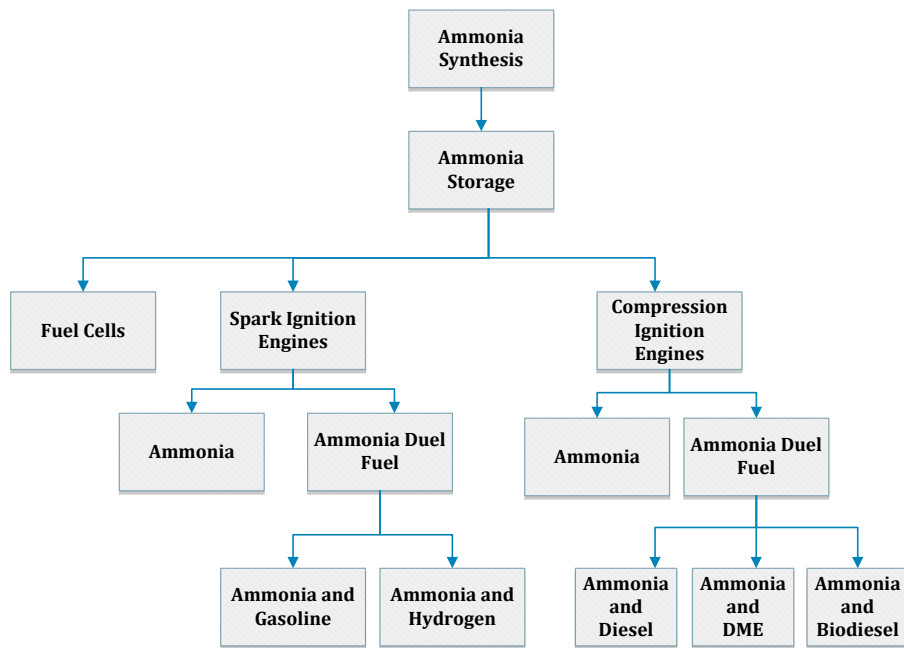 Ammonia
Synthesis
Ammonia
Storage
Fuel Cells
Spark Ignition
Engines
Compression
Ignition
Engines
Ammonia
Ammonia Duel
Fuel
Ammonia
Ammonia Duel
Fuel
Ammonia and
Gasoline
Ammonia and
Hydrogen
Ammonia
and
Diesel
Ammonia
and
DME
Ammonia
and
Biodiesel